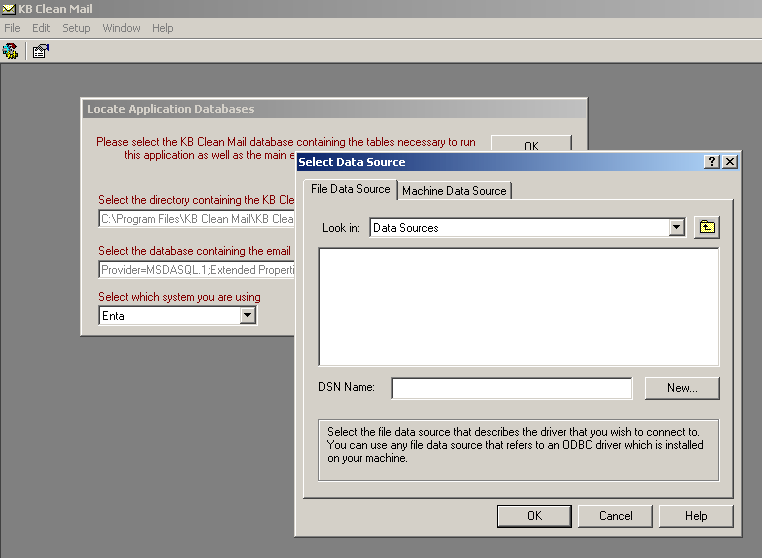 KB Clean Mail
File Edit Setup Window Help
Locate Application Databases
Please select the KB Clean Mail database containing the tables necessary to run
this application as well as the main e
OK
Select the directory containing the KB Cle
C:\Program Files\KB Clean Mail\KB Clea
Select the database containing the email
Provider=MSDASQL.1;Extended Properti
Select which system you are using
Enta
Select Data Source
File Data Source Machine Data Source
Look in: Data Sources
DSN Name: New...
Select the file data source that describes the driver that you wish to connect to.
You can use any file data source that refers to an ODBC driver which is installed
on your machine.
OK Cancel Help